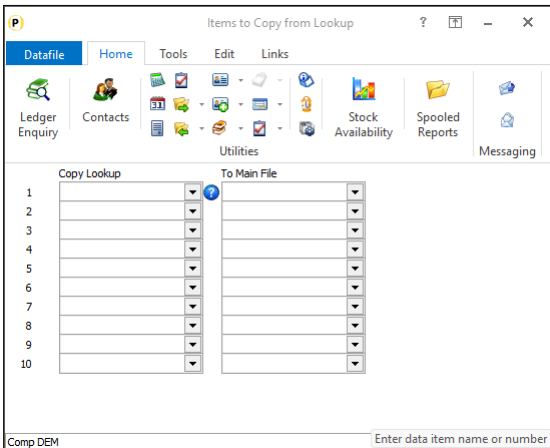 P Items to Copy from Lookup ?
Datafile Home Tools Edit Links
31
Ledger Enquiry Contacts Stock Availability Spooled Reports
Utilities Messaging
Copy Lookup To Main File
1 ?
2
3
4
5
6
7
8
9
10
Comp DEM Enter data item name or number